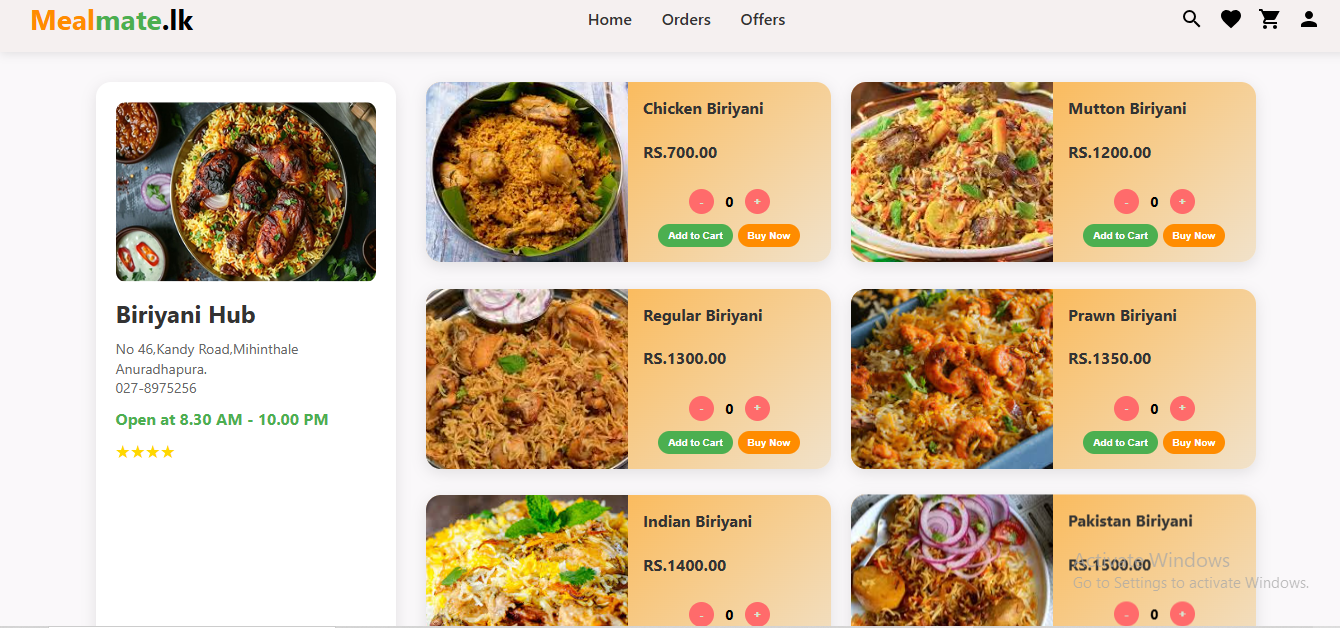 Mealmate.lk
Home Orders Offers
Biriyani Hub
No 46,Kandy Road,Mihinthale
Anuradhapura.
027-8975256
Open at 8.30 AM - 10.00 PM
★★★★
Chicken Biriyani
RS.700.00
- 0 +
Add to Cart Buy Now
Mutton Biriyani
RS.1200.00
- 0 +
Add to Cart Buy Now
Regular Biriyani
RS.1300.00
- 0 +
Add to Cart Buy Now
Prawn Biriyani
RS.1350.00
- 0 +
Add to Cart Buy Now
Indian Biriyani
RS.1400.00
- 0 +
Pakistan Biriyani
RS.1500.00
- 0 +
Activate Windows
Go to Settings to activate Windows.